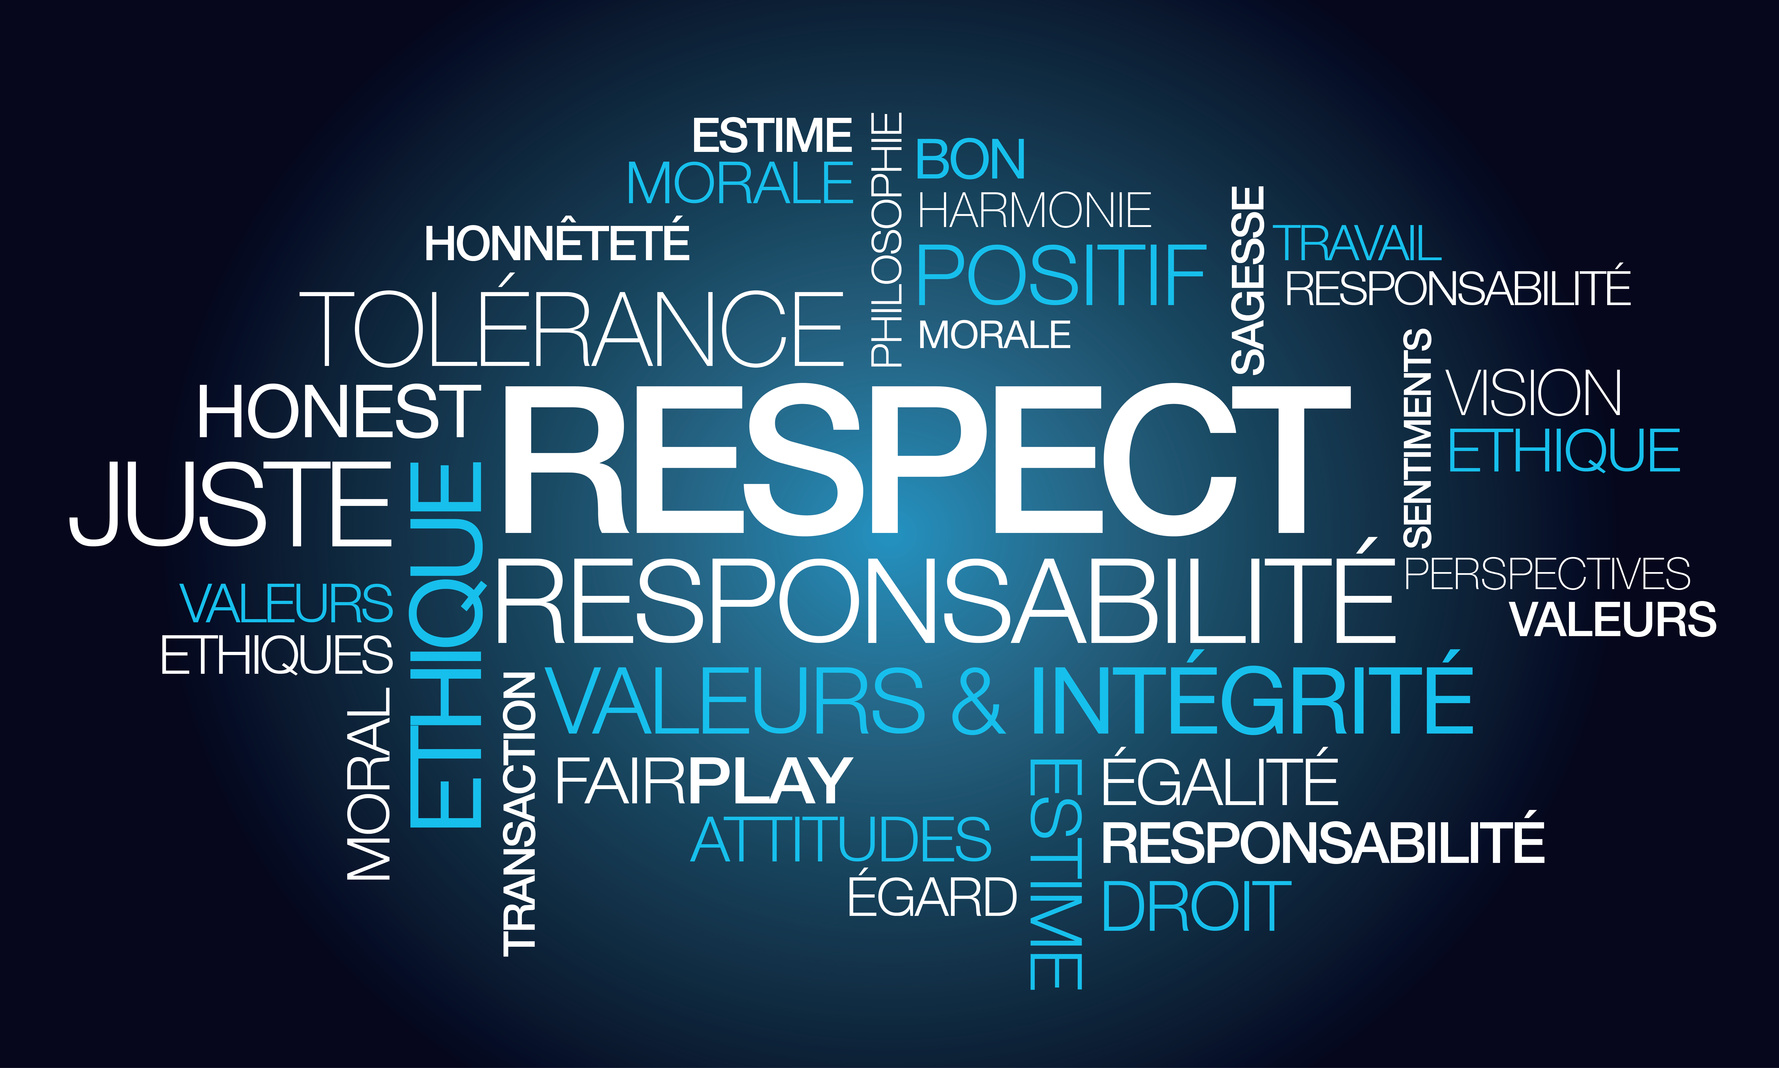 ESTIME
MORALE
PHILOSOPHIE
BON
HARMONIE
POSITIF
MORALE
HONNÊTETÉ
TOLÉRANCE
SAGESSE
TRAVAIL
RESPONSABILITÉ
SENTIMENTS
VISION
ETHIQUE
HONEST
JUSTE
ETHIQUE
RESPECT
RESPONSABILITÉ
PERSPECTIVES
VALEURS
VALEURS
ETHIQUES
MORAL
TRANSACTION
VALEURS & INTÉGRITÉ
FAIRPLAY
ATTITUDES
ÉGARD
ESTIME
ÉGALITÉ
RESPONSABILITÉ
DROIT